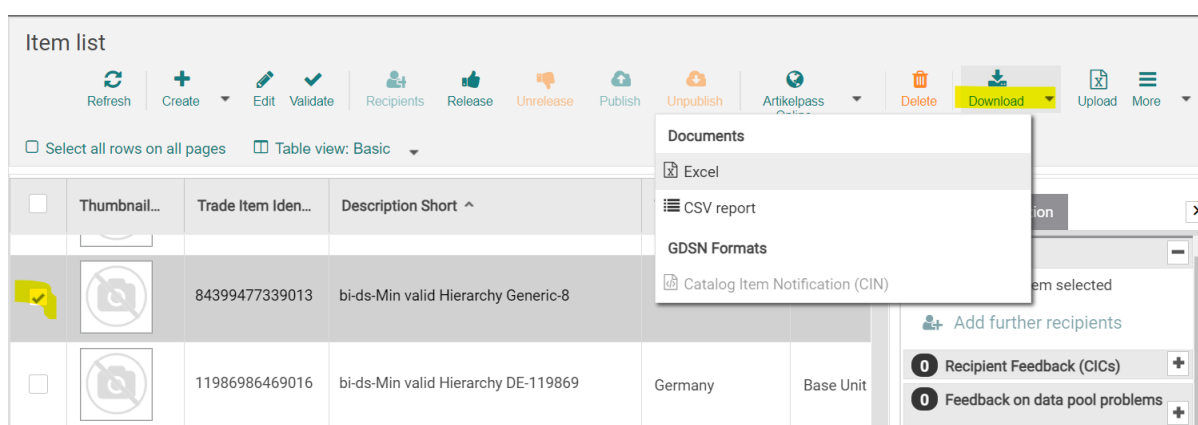 Item list
Refresh Create Edit Validate Recipients Release Unrelease Publish Unpublish Artikelpass Online Delete Download Upload More
Select all rows on all pages Table view: Basic
Documents
Excel
CSV report
GDSN Formats
Catalog Item Notification (CIN)
Thumbnail... Trade Item Iden... Description Short
84399477339013 bi-ds-Min valid Hierarchy Generic-8
11986986469016 bi-ds-Min valid Hierarchy DE-119869 Germany Base Unit
em selected
Add further recipients
0 Recipient Feedback (CICs)
0 Feedback on data pool problems